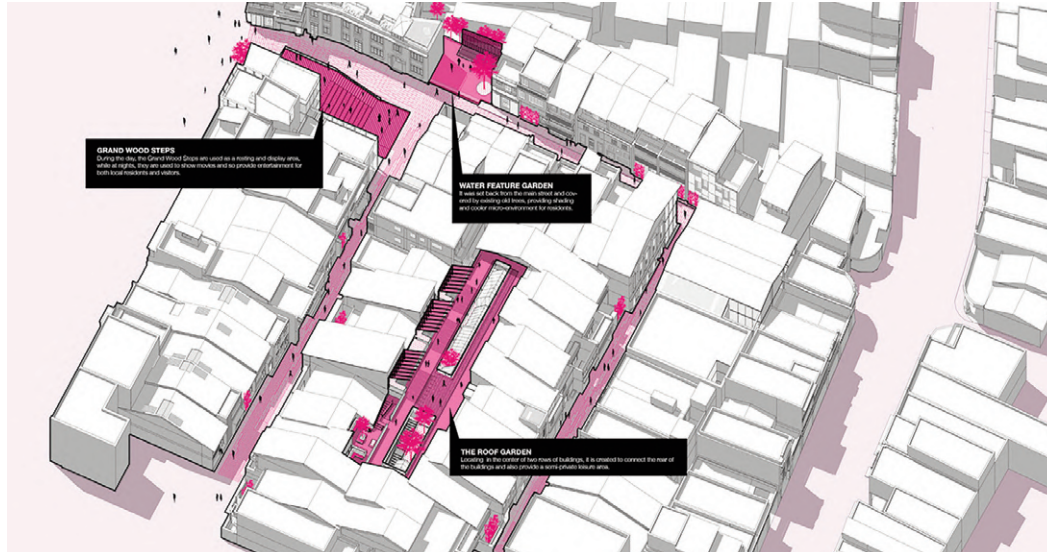 GRAND WOOD STEPS
During the day, the Grand Wood Steps are used as a resting and display area,
while at nights, they are used to show movies and so provide entertainment for
both local residents and visitors.
WATER FEATURE GARDEN
It was set back from the main street and cov-
ered by existing old trees, providing shading
and cooler micro-environment for residents.
THE ROOF GARDEN
Locating in the center of two rows of buildings, it is created to connect the rear of
the buildings and also provide a semi-private leisure area.